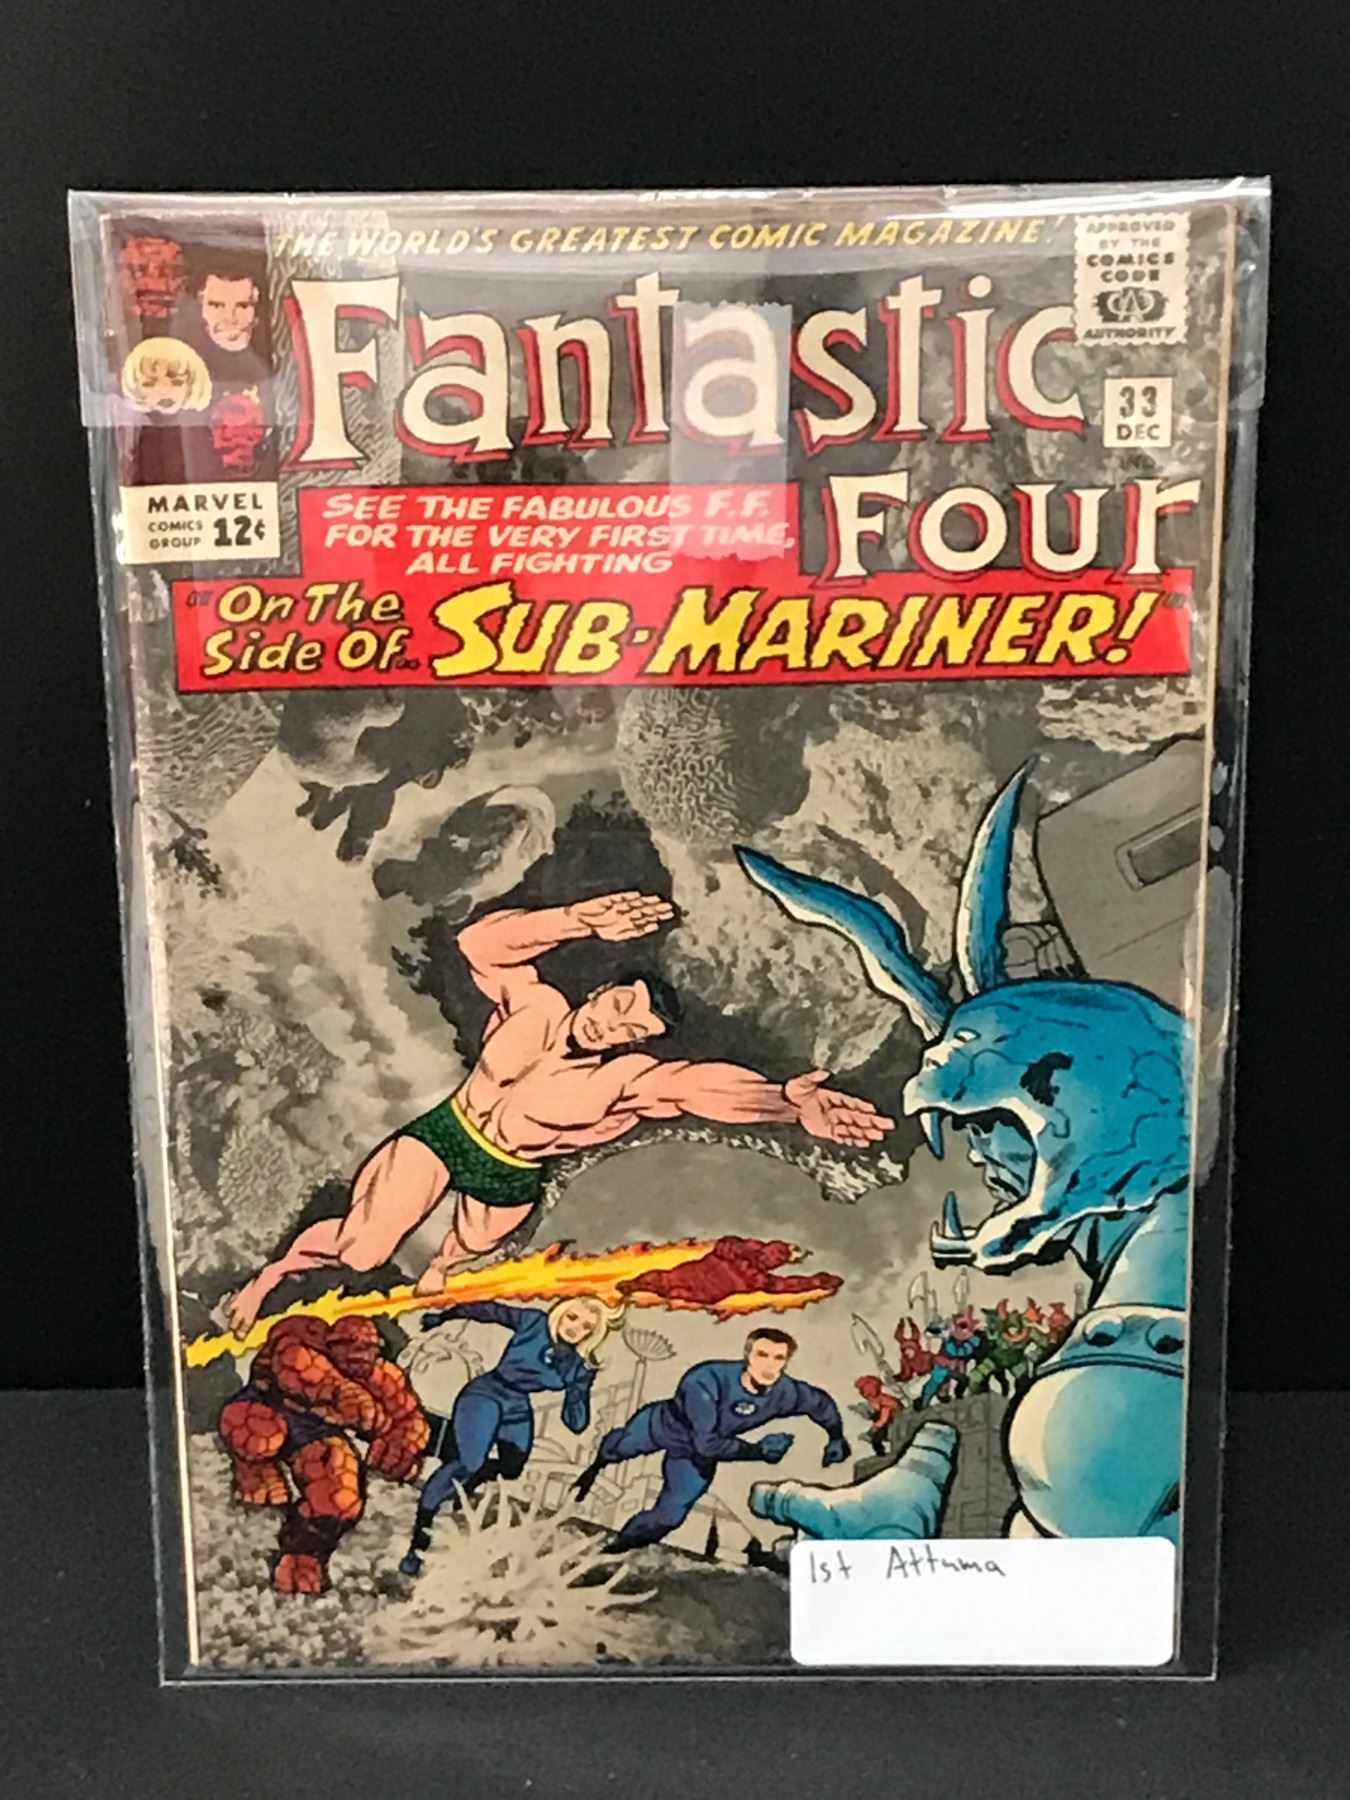 THE WORLD'S GREATEST COMIC MAGAZINE!
APPROVED
BY THE
COMICS
CODE
AUTHORITY
Fantastic
Four
33
DEC
IND.
MARVEL
COMICS
GROUP
12¢
SEE THE FABULOUS F.F.
FOR THE VERY FIRST TIME,
ALL FIGHTING
"On The
Side Of..
SUB-MARINER!"
1st Attuma